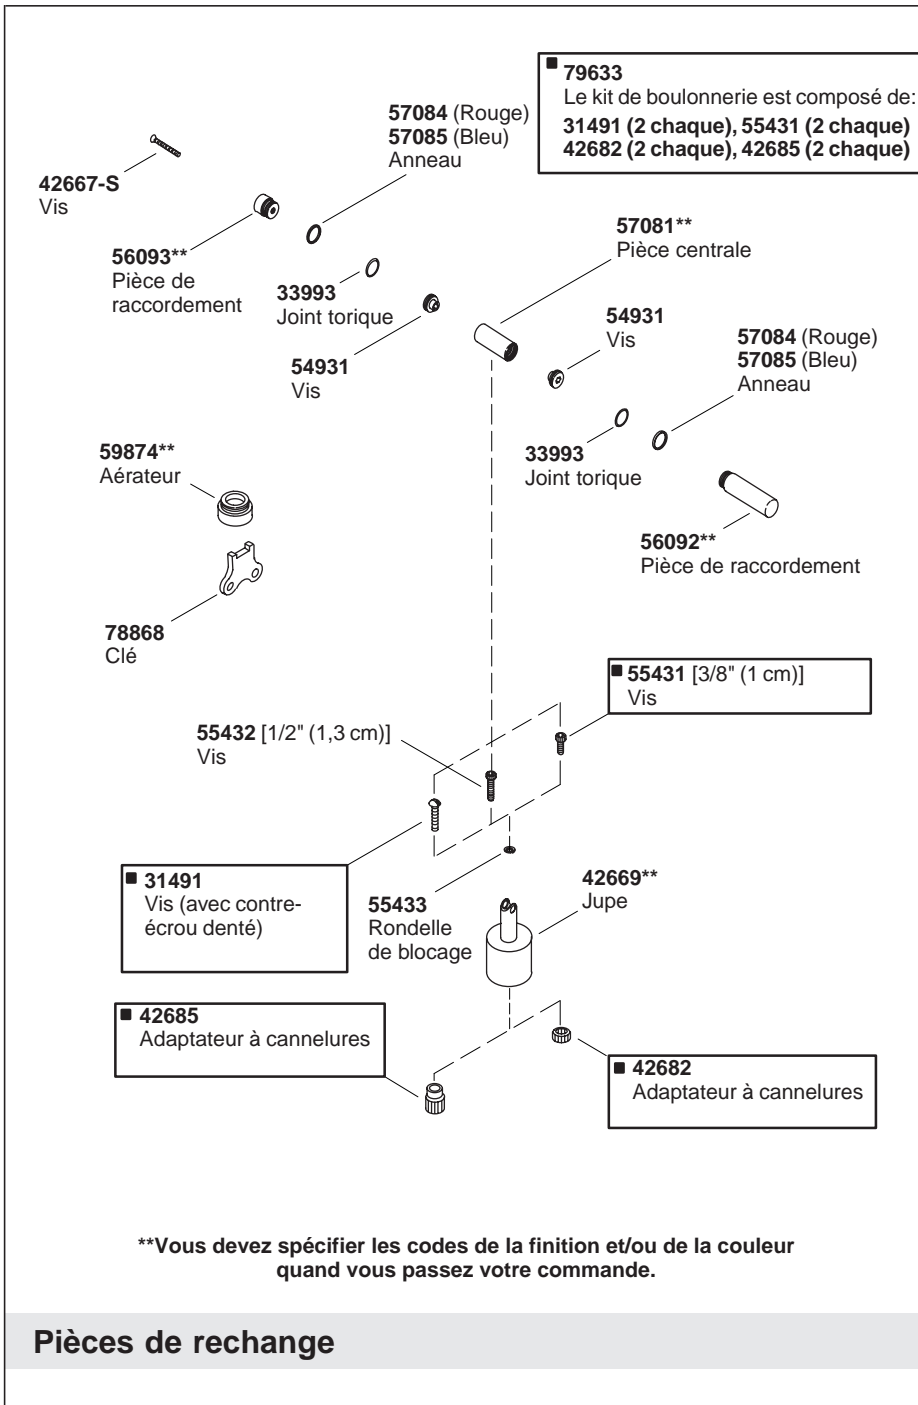 ■ 79633
Le kit de boulonnerie est composé de:
31491 (2 chaque), 55431 (2 chaque)
42682 (2 chaque), 42685 (2 chaque)
57084 (Rouge)
57085 (Bleu)
Anneau
42667-S
Vis
56093**
Pièce de
raccordement
33993
Joint torique
54931
Vis
57081**
Pièce centrale
54931
Vis
57084 (Rouge)
57085 (Bleu)
Anneau
33993
Joint torique
56092**
Pièce de raccordement
59874**
Aérateur
78868
Clé
■ 55431 [3/8" (1 cm)]
Vis
55432 [1/2" (1,3 cm)]
Vis
■ 31491
Vis (avec contre-
écrou denté)
55433
Rondelle
de blocage
42669**
Jupe
■ 42685
Adaptateur à cannelures
■ 42682
Adaptateur à cannelures
**Vous devez spécifier les codes de la finition et/ou de la couleur
quand vous passez votre commande.
Pièces de rechange